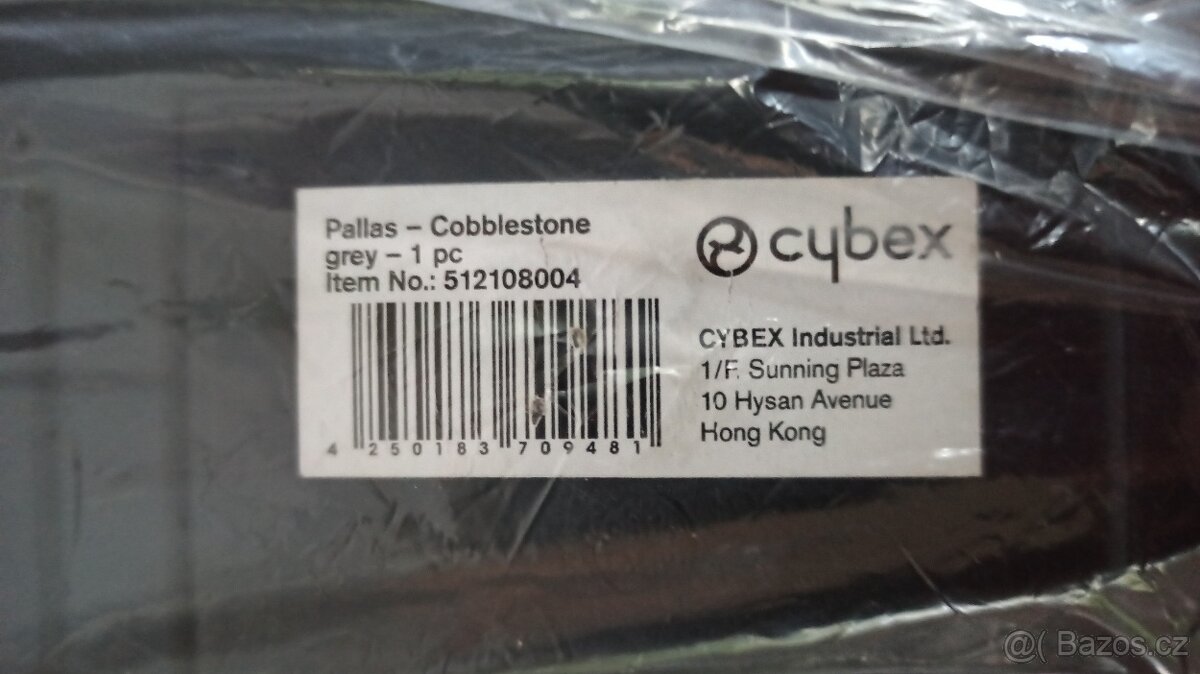 Pallas – Cobblestone
grey – 1 pc
Item No.: 512108004
4 250183 709481
cybex
CYBEX Industrial Ltd.
1/F. Sunning Plaza
10 Hysan Avenue
Hong Kong
@( Bazos.cz